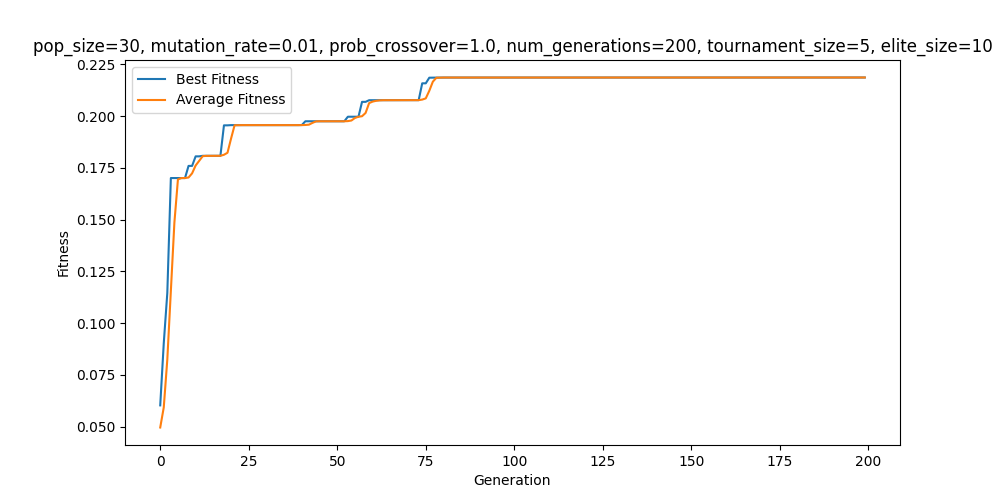 pop_size=30, mutation_rate=0.01, prob_crossover=1.0, num_generations=200, tournament_size=5, elite_size=10
0.225
0.200
0.175
0.150
0.125
0.100
0.075
0.050
Fitness
Best Fitness
Average Fitness
0 25 50 75 100 125 150 175 200
Generation